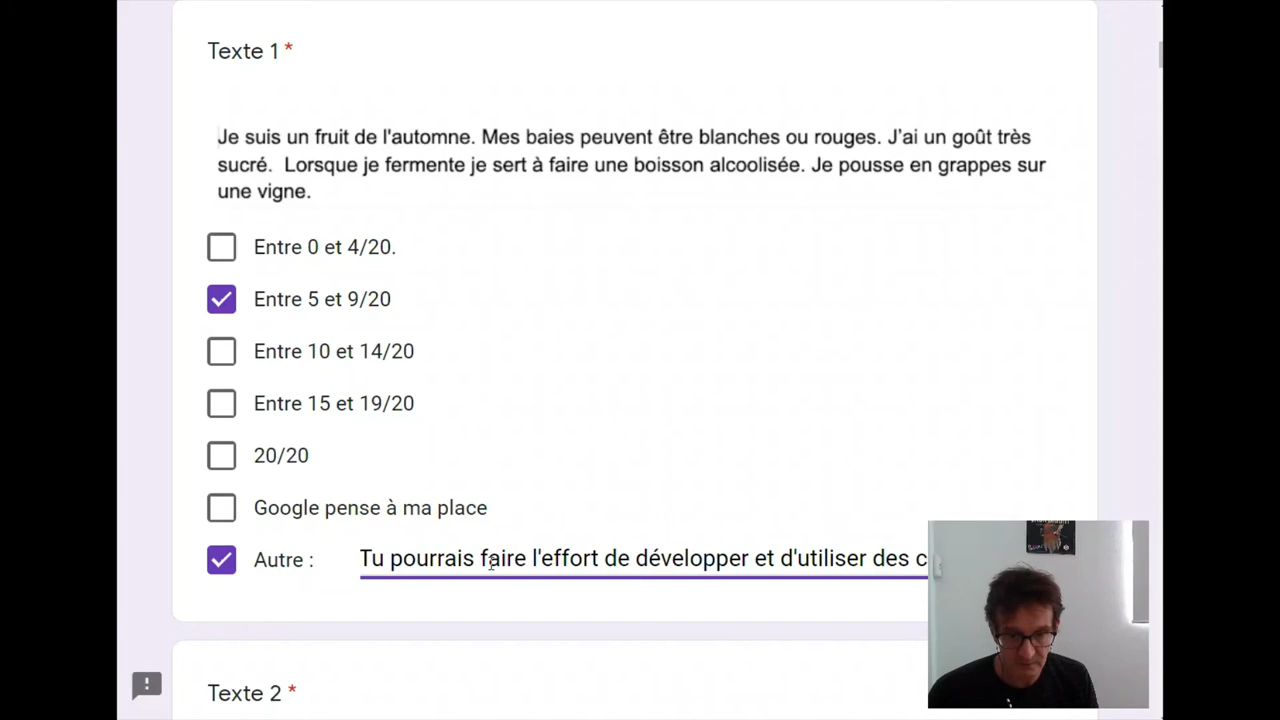 Texte 1 *
Je suis un fruit de l'automne. Mes baies peuvent être blanches ou rouges. J'ai un goût très
sucré.  Lorsque je fermente je sert à faire une boisson alcoolisée. Je pousse en grappes sur
une vigne.
Entre 0 et 4/20.
Entre 5 et 9/20
Entre 10 et 14/20
Entre 15 et 19/20
20/20
Google pense à ma place
Autre : Tu pourrais faire l'effort de développer et d'utiliser des c
Texte 2 *